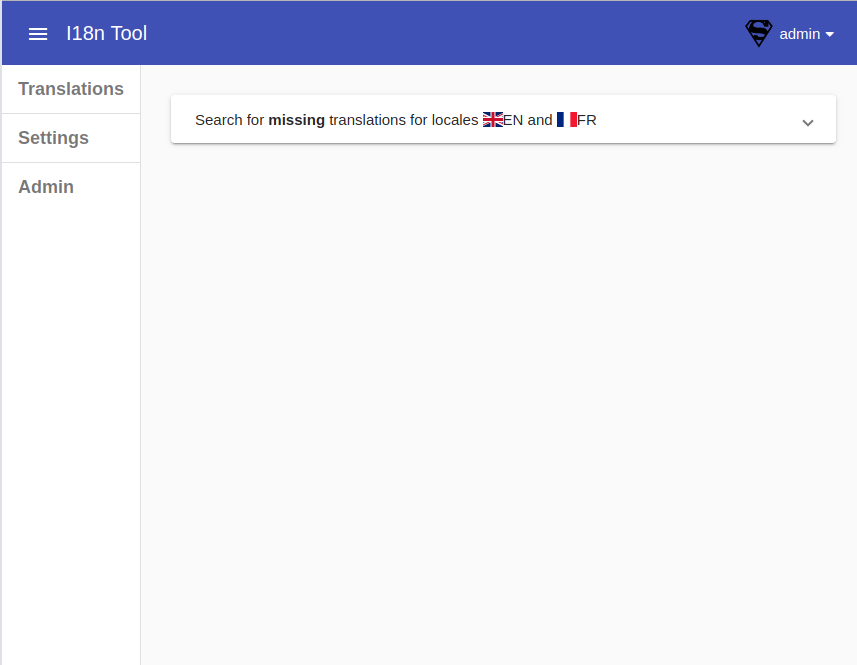 I18n Tool
admin
Translations
Settings
Admin
Search for missing translations for locales EN and FR